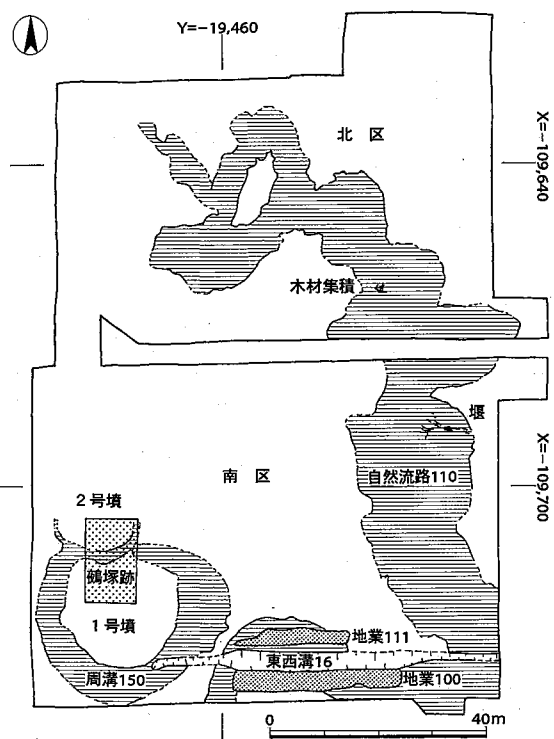 Y=−19,460
北 区
X=−109,640
木材集積
堰
自然流路110
X=−109,700
南 区
2号墳
鵺塚跡
1号墳
地業111
東西溝16
周溝150
地業100
0 40m